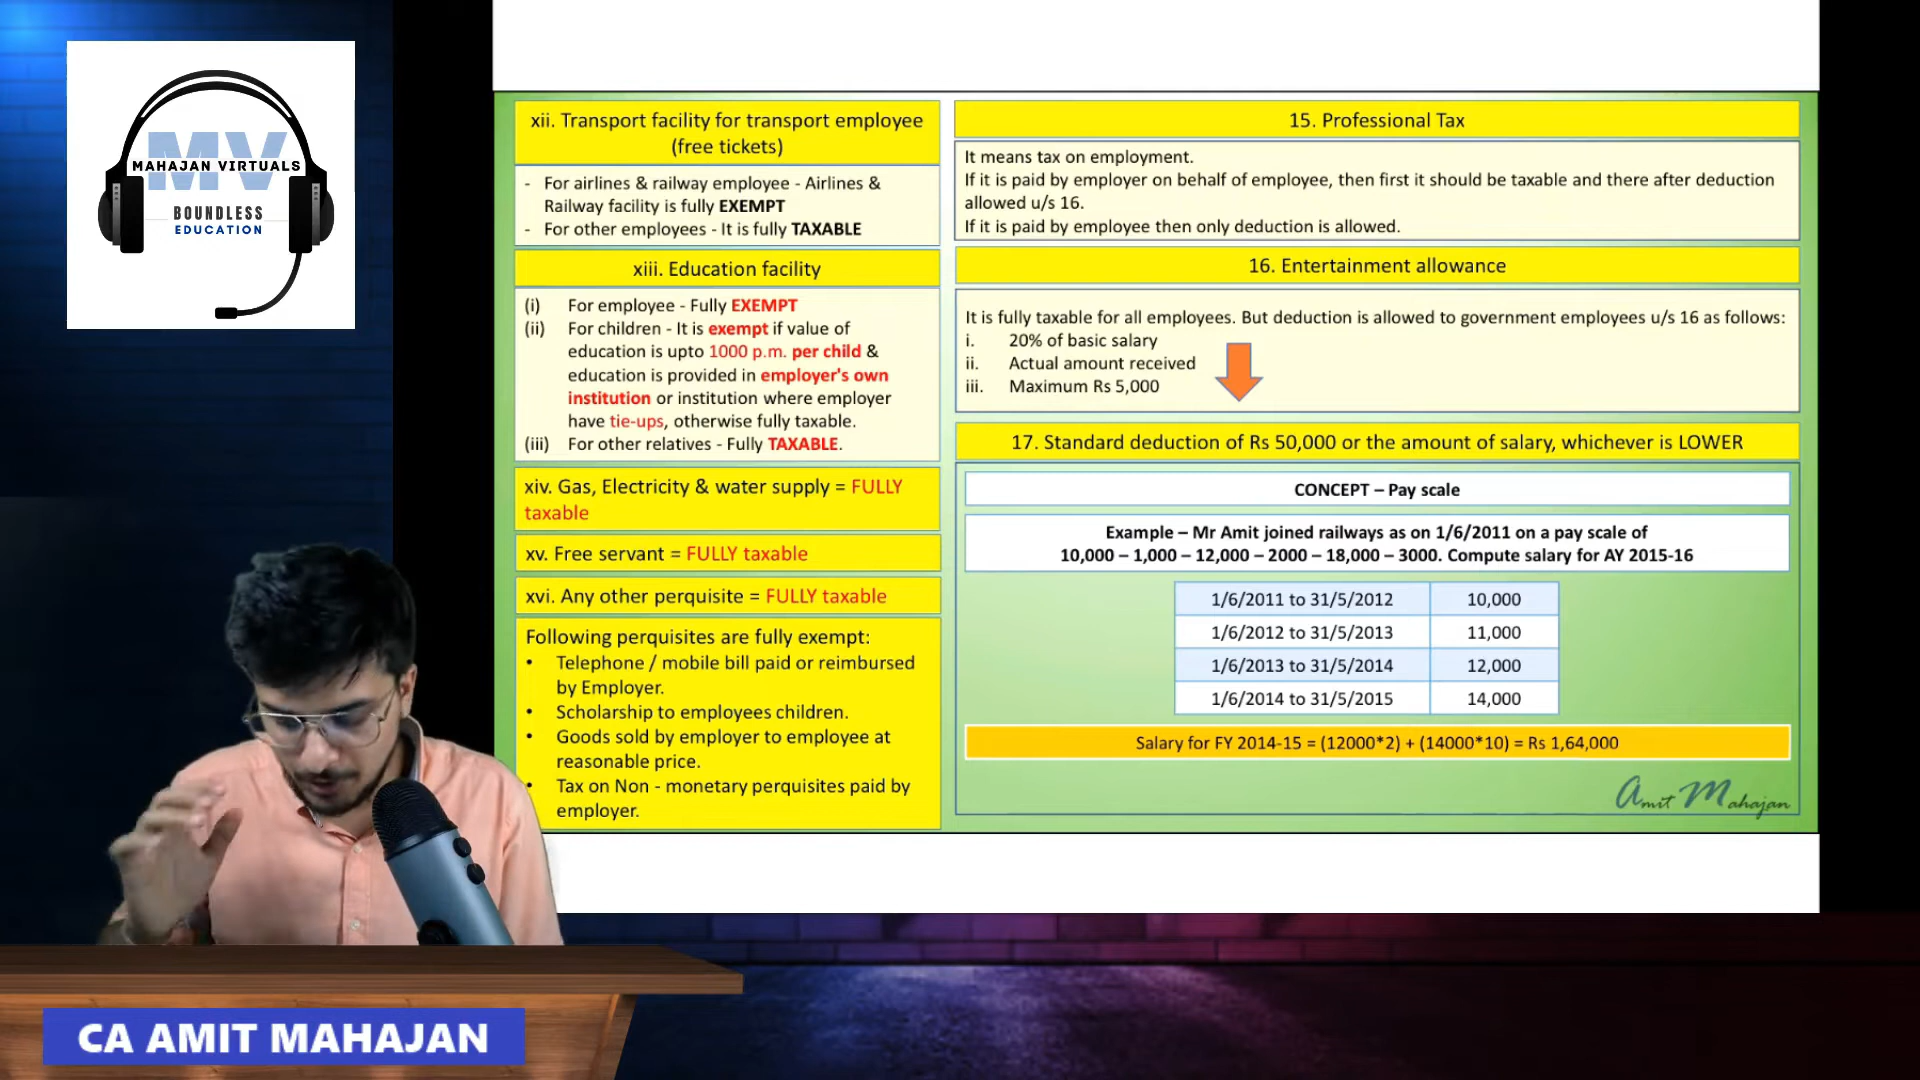 MV
MAHAJAN VIRTUALS
BOUNDLESS
EDUCATION
xii. Transport facility for transport employee
(free tickets)
- For airlines & railway employee - Airlines &
Railway facility is fully EXEMPT
- For other employees - It is fully TAXABLE
xiii. Education facility
(i) For employee - Fully EXEMPT
(ii) For children - It is exempt if value of
education is upto 1000 p.m. per child &
education is provided in employer's own
institution or institution where employer
have tie-ups, otherwise fully taxable.
(iii) For other relatives - Fully TAXABLE.
xiv. Gas, Electricity & water supply = FULLY
taxable
xv. Free servant = FULLY taxable
xvi. Any other perquisite = FULLY taxable
Following perquisites are fully exempt:
• Telephone / mobile bill paid or reimbursed
by Employer.
• Scholarship to employees children.
• Goods sold by employer to employee at
reasonable price.
• Tax on Non - monetary perquisites paid by
employer.
15. Professional Tax
It means tax on employment.
If it is paid by employer on behalf of employee, then first it should be taxable and there after deduction
allowed u/s 16.
If it is paid by employee then only deduction is allowed.
16. Entertainment allowance
It is fully taxable for all employees. But deduction is allowed to government employees u/s 16 as follows:
i. 20% of basic salary
ii. Actual amount received
iii. Maximum Rs 5,000
17. Standard deduction of Rs 50,000 or the amount of salary, whichever is LOWER
CONCEPT – Pay scale
Example – Mr Amit joined railways as on 1/6/2011 on a pay scale of
10,000 – 1,000 – 12,000 – 2000 – 18,000 – 3000. Compute salary for AY 2015-16
1/6/2011 to 31/5/2012 10,000
1/6/2012 to 31/5/2013 11,000
1/6/2013 to 31/5/2014 12,000
1/6/2014 to 31/5/2015 14,000
Salary for FY 2014-15 = (12000*2) + (14000*10) = Rs 1,64,000
Amit Mahajan
CA AMIT MAHAJAN